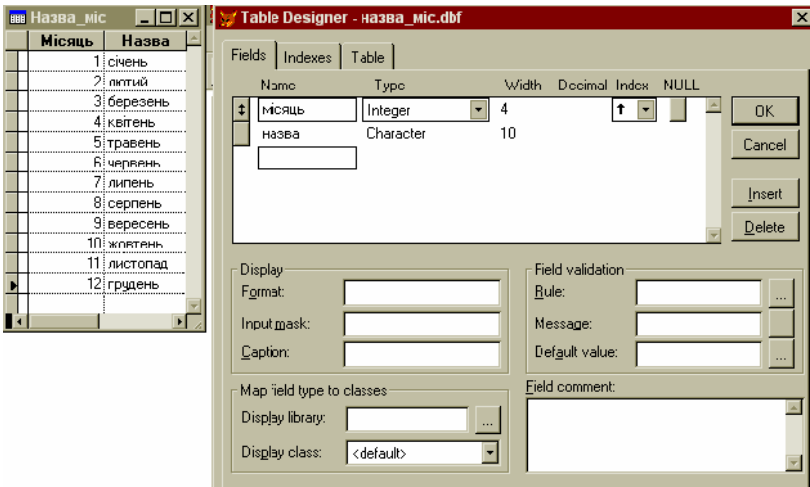 Назва_міс
Місяць Назва
1 січень
2 лютий
3 березень
4 квітень
5 травень
6 червень
7 липень
8 серпень
9 вересень
10 жовтень
11 листопад
12 грудень
Table Designer - назва_міс.dbf
Fields Indexes Table
Name Type Width Decimal Index NULL
місяць Integer 4
назва Character 10
OK
Cancel
Insert
Delete
Display
Format:
Input mask:
Caption:
Field validation
Rule:
...
Message:
Default value:
...
Map field type to classes
Display library:
...
Display class: <default>
Field comment: